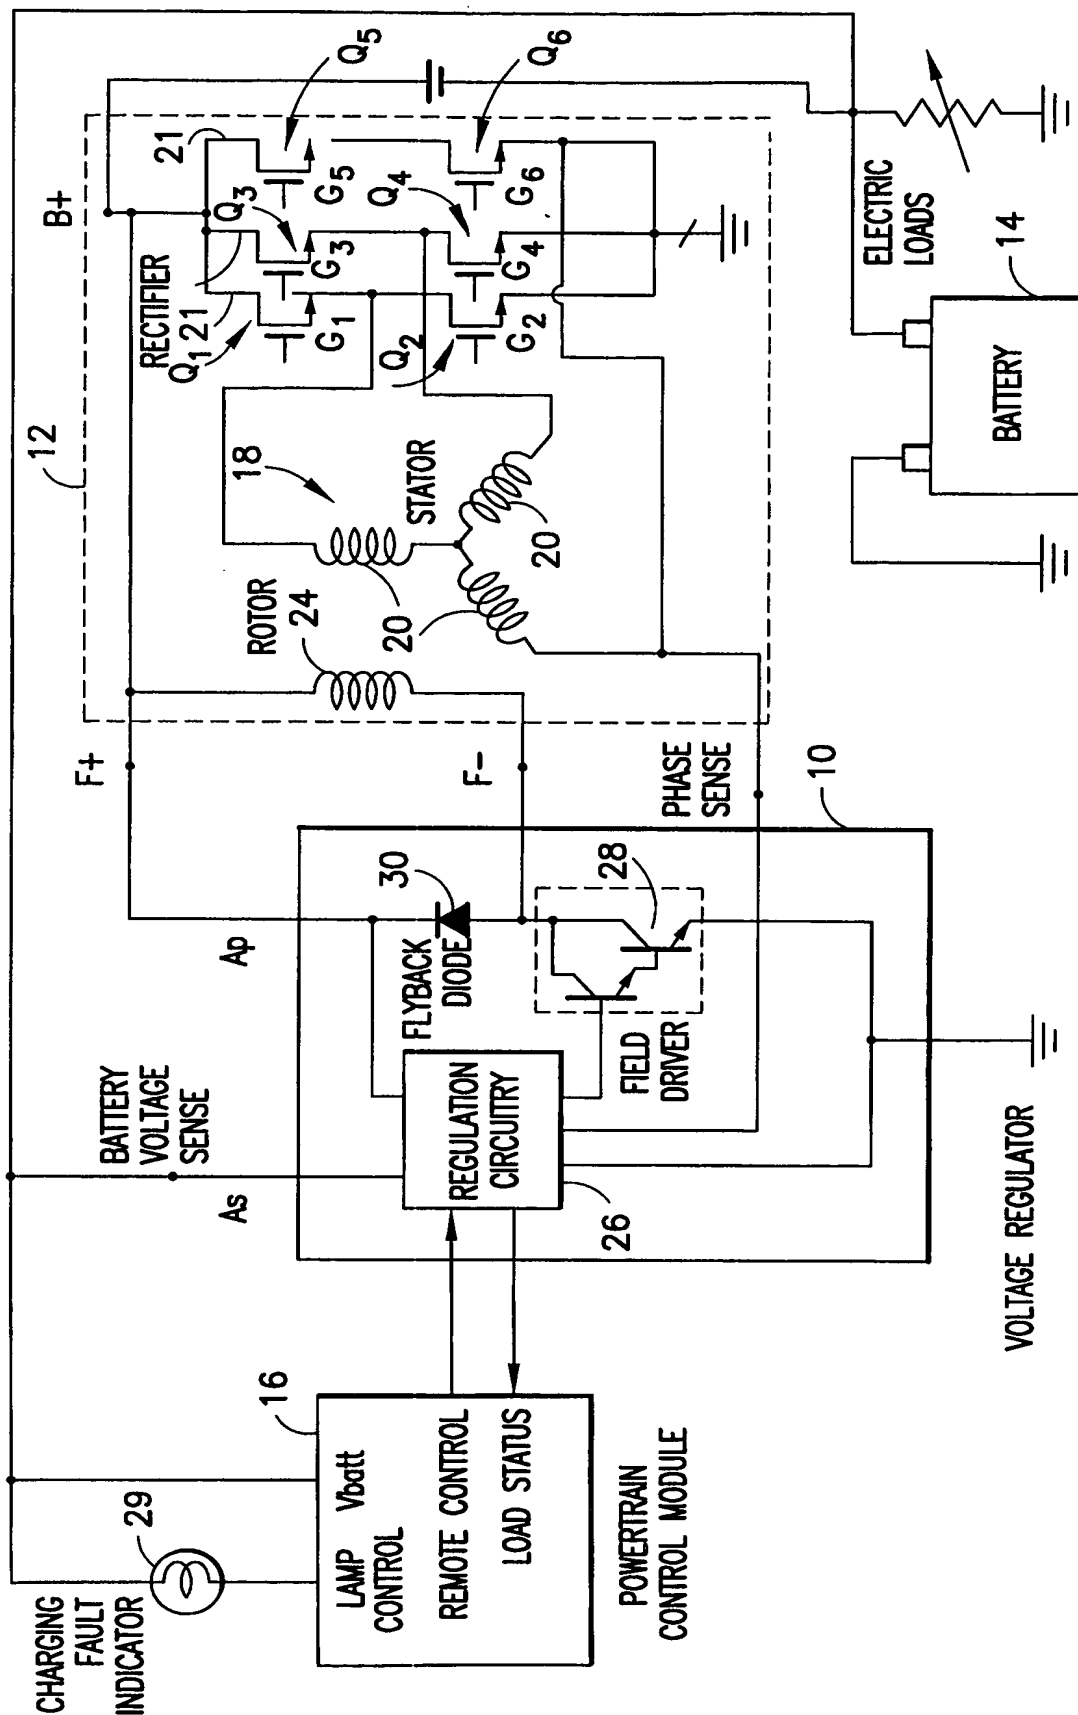 CHARGING
FAULT
INDICATOR
29
16
LAMP
CONTROL
Vbatt
REMOTE CONTROL
LOAD STATUS
POWERTRAIN
CONTROL MODULE
BATTERY
VOLTAGE
SENSE
As
Ap
REGULATION
CIRCUITRY
26
FLYBACK
DIODE
30
FIELD
DRIVER
28
VOLTAGE REGULATOR
10
F+
F-
PHASE
SENSE
12
ROTOR
24
STATOR
18
20
20
20
B+
RECTIFIER
21
21
Q1
Q2
Q3
Q4
Q5
Q6
G1
G2
G3
G4
G5
G6
ELECTRIC
LOADS
14
BATTERY